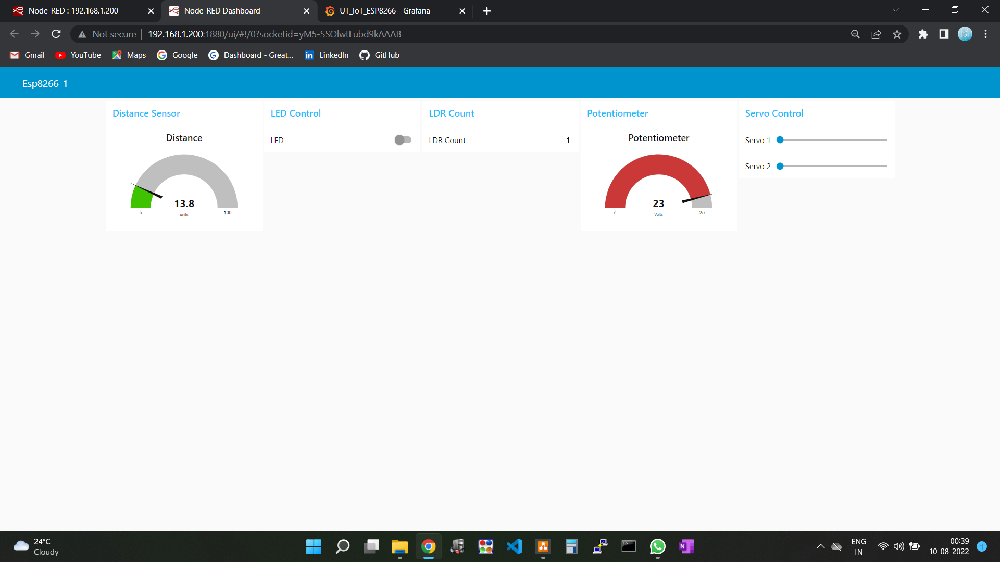 Node-RED : 192.168.1.200
Node-RED Dashboard
UT_IoT_ESP8266 - Grafana
Not secure
192.168.1.200:1880/ui/#!/0?socketid=yM5-SSOlwtLubd9kAAAB
Gmail
YouTube
Maps
Google
Dashboard - Great...
LinkedIn
GitHub
Esp8266_1
Distance Sensor
Distance
13.8
units
0
100
LED Control
LED
LDR Count
LDR Count 1
Potentiometer
Potentiometer
23
Volts
0
25
Servo Control
Servo 1
Servo 2
24°C
Cloudy
ENG
IN
00:39
10-08-2022
1